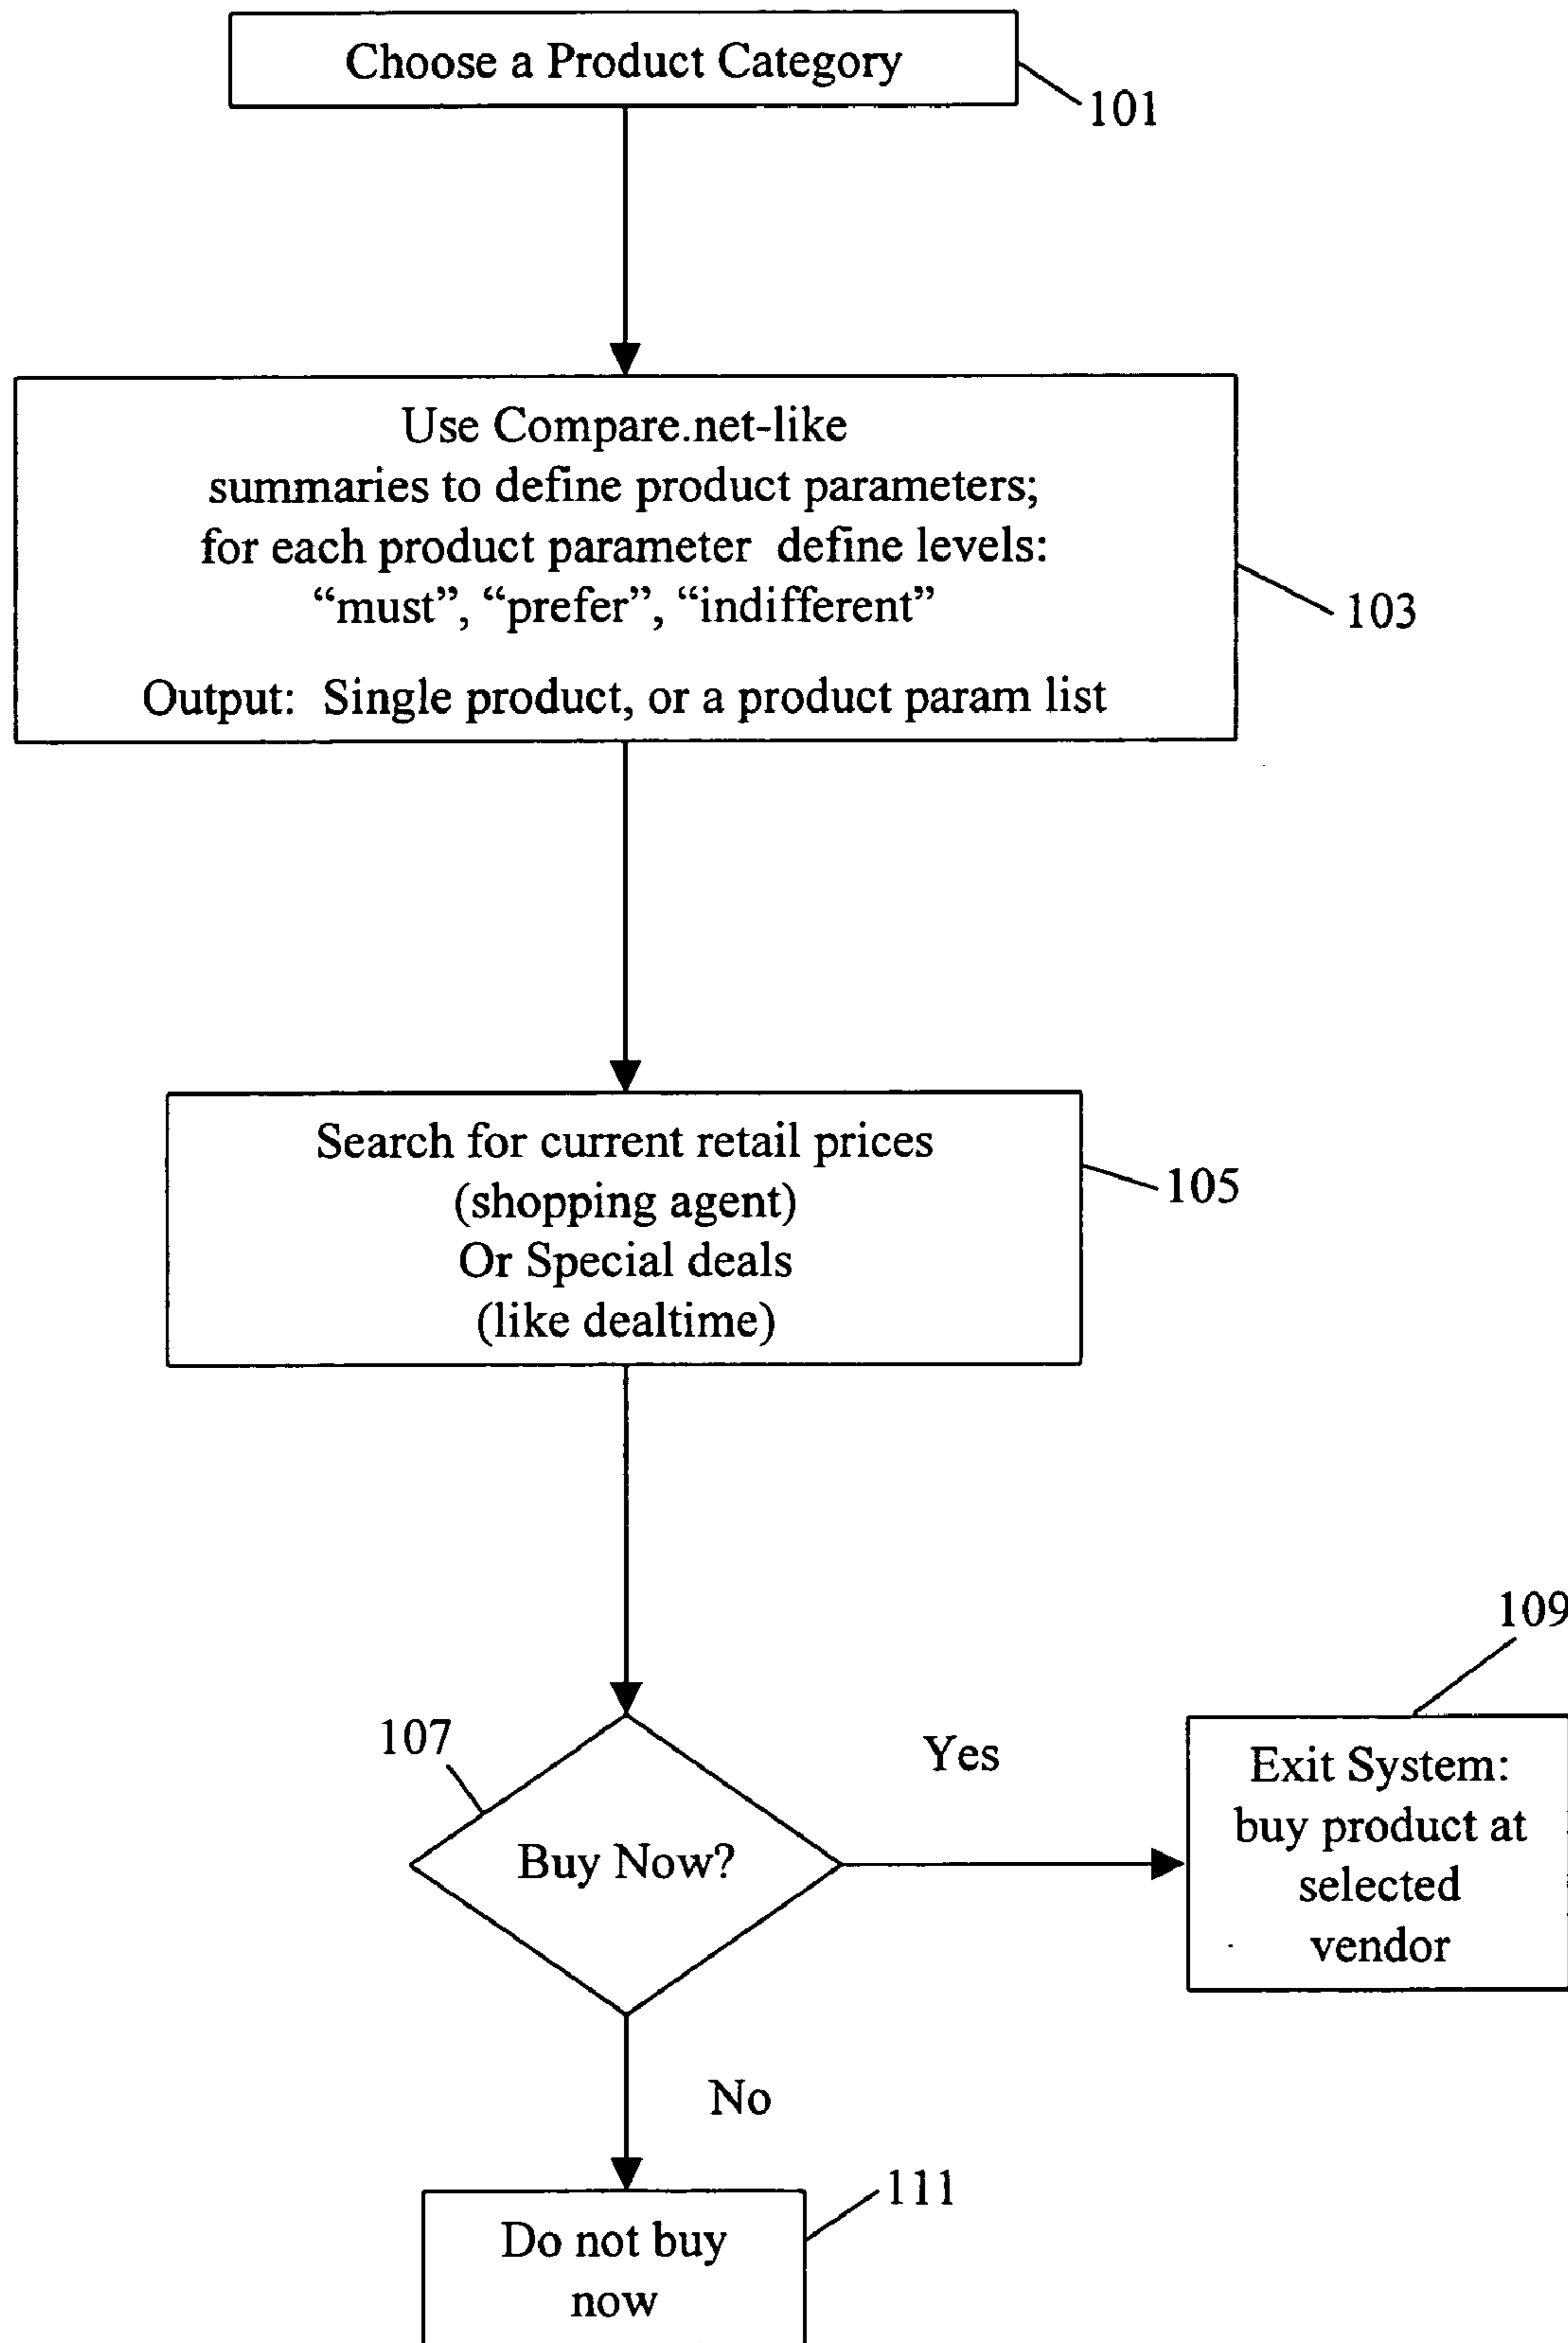 Choose a Product Category
101
Use Compare.net-like
summaries to define product parameters;
for each product parameter define levels:
“must”, “prefer”, “indifferent”
Output: Single product, or a product param list
103
Search for current retail prices
(shopping agent)
Or Special deals
(like dealtime)
105
109
107
Yes
Buy Now?
Exit System:
buy product at
selected
vendor
No
111
Do not buy
now